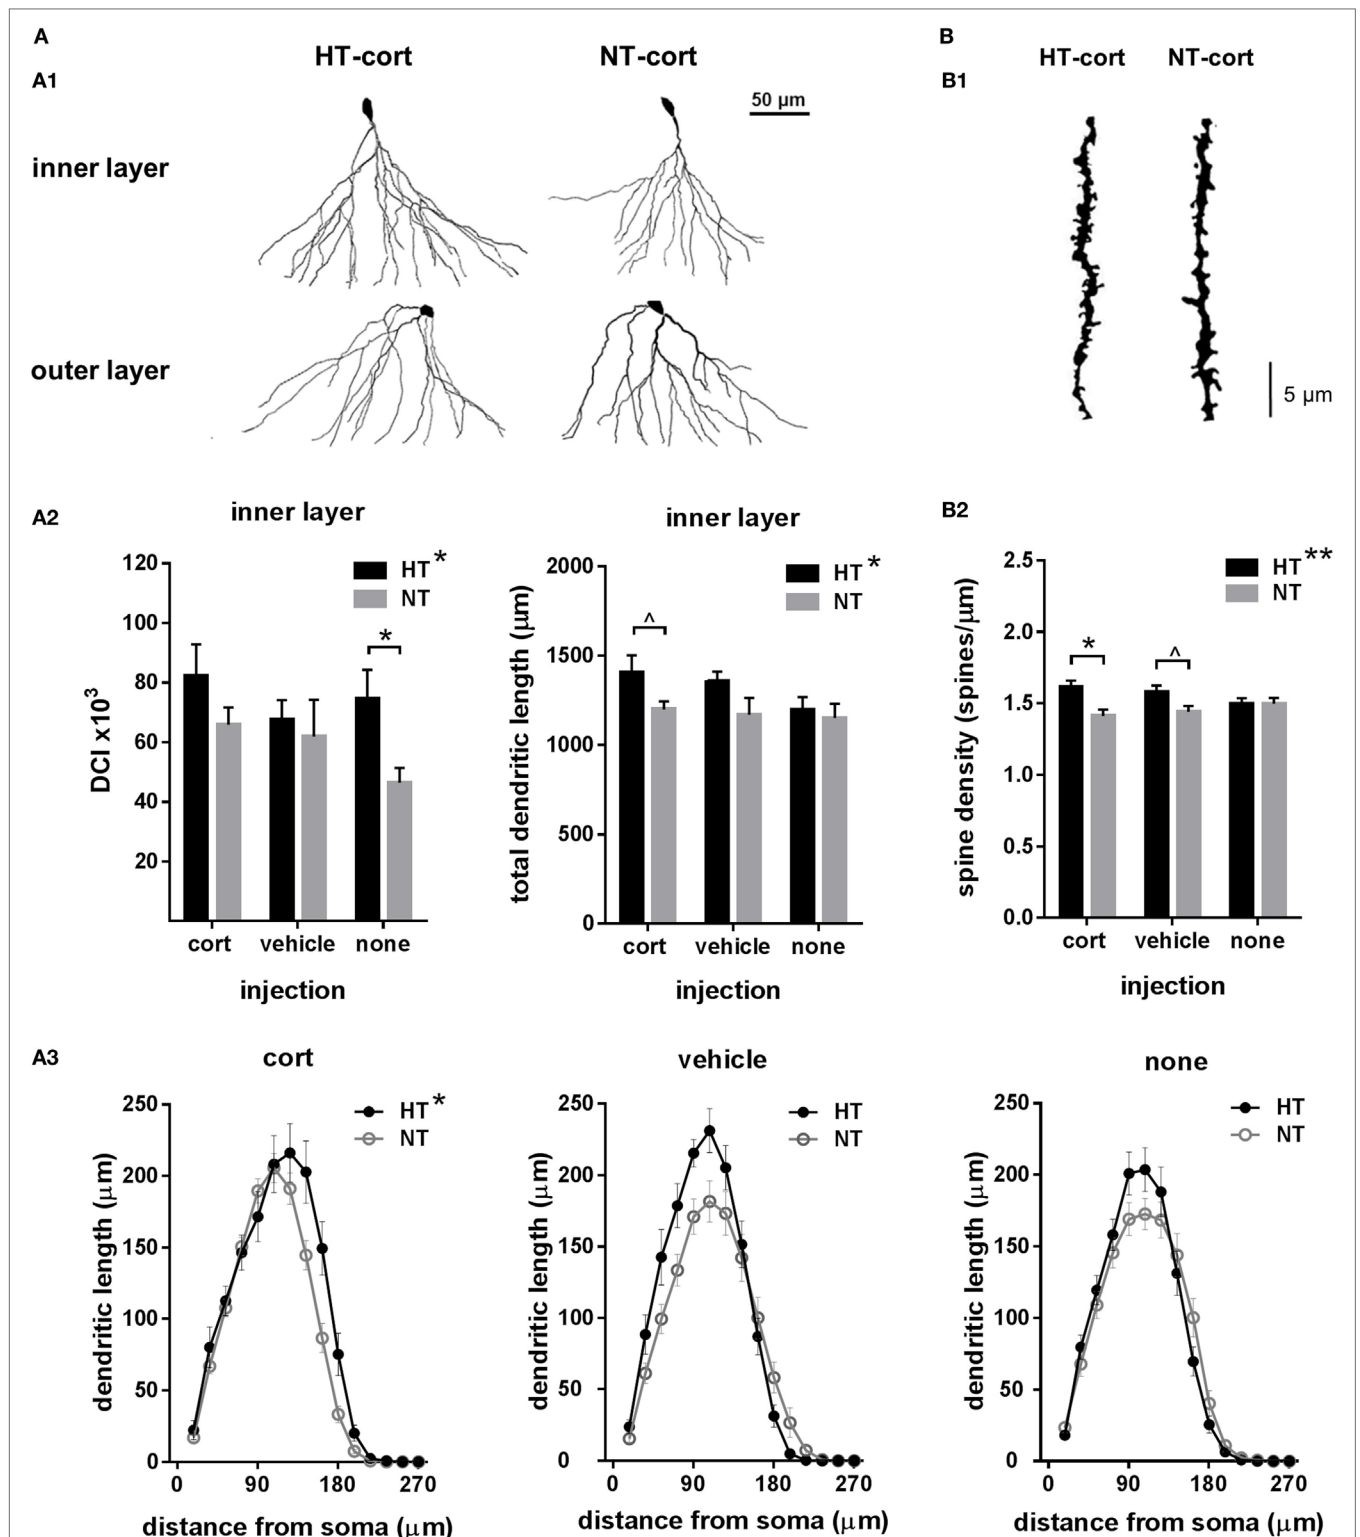 A
HT-cort
NT-cort
A1
50 µm
inner layer
outer layer
B
HT-cort
NT-cort
B1
5 µm
A2
inner layer
DCI x10³
120
100
80
60
40
20
HT*
NT
*
cort
vehicle
none
injection
inner layer
total dendritic length (µm)
2000
1500
1000
500
0
HT*
NT
^
cort
vehicle
none
injection
B2
spine density (spines/µm)
2.5
2.0
1.5
1.0
0.5
0.0
HT**
NT
*
^
cort
vehicle
none
injection
A3
cort
dendritic length (µm)
250
200
150
100
50
0
HT*
NT
0
90
180
270
distance from soma (µm)
vehicle
dendritic length (µm)
250
200
150
100
50
0
HT
NT
0
90
180
270
distance from soma (µm)
none
dendritic length (µm)
250
200
150
100
50
0
HT
NT
0
90
180
270
distance from soma (µm)